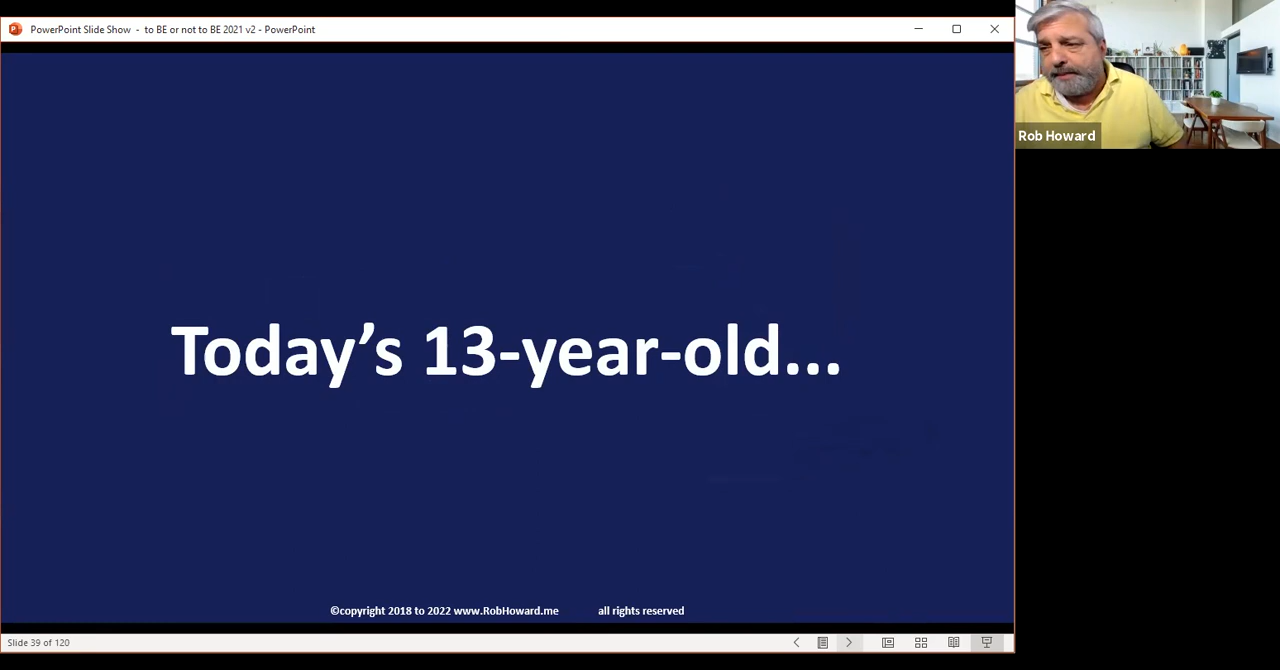 PowerPoint Slide Show - to BE or not to BE 2021 v2 - PowerPoint
Rob Howard
Today’s 13-year-old...
©copyright 2018 to 2022 www.RobHoward.me all rights reserved
Slide 39 of 120